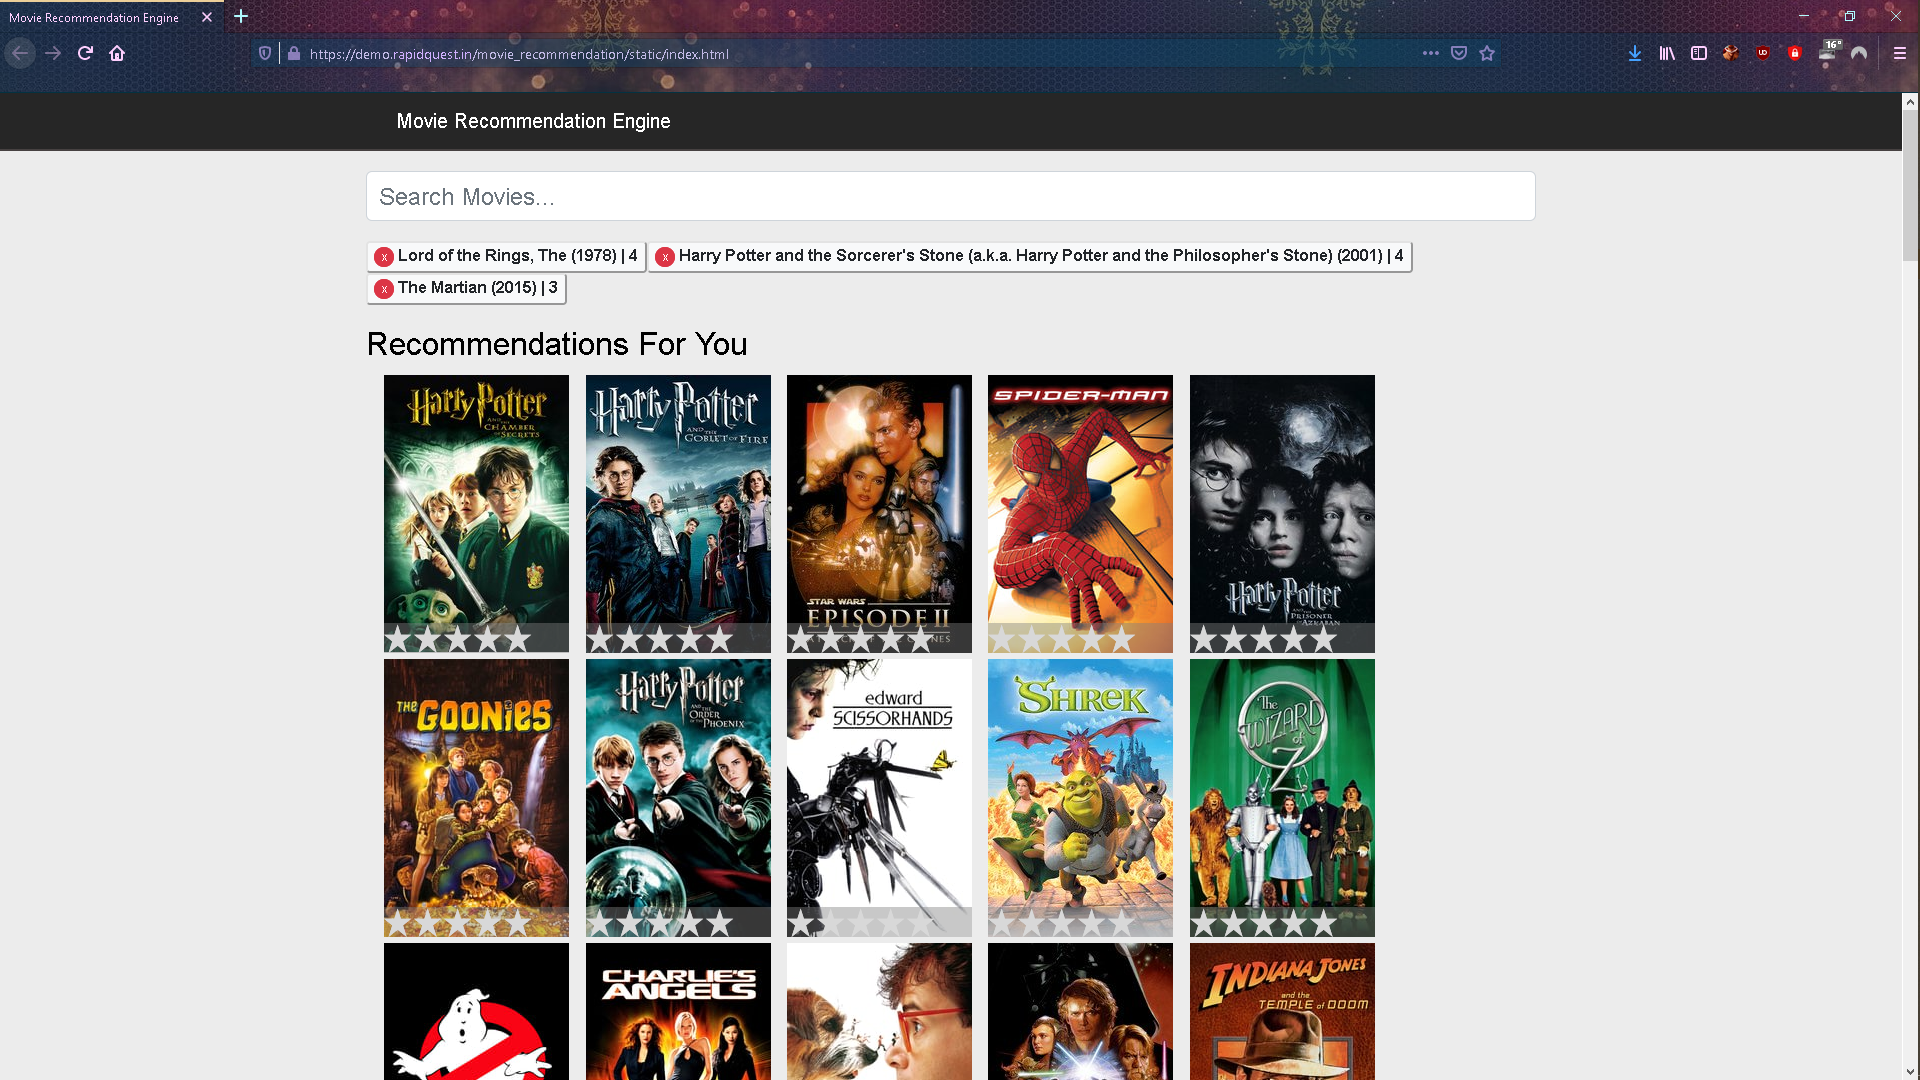 Movie Recommendation Engine
https://demo.rapidquest.in/movie_recommendation/static/index.html
16°
Movie Recommendation Engine
Search Movies...
x Lord of the Rings, The (1978) | 4
x Harry Potter and the Sorcerer's Stone (a.k.a. Harry Potter and the Philosopher's Stone) (2001) | 4
x The Martian (2015) | 3
Recommendations For You
Harry Potter
AND THE
CHAMBER
OF SECRETS
Harry Potter
AND THE
GOBLET OF FIRE
STAR WARS
EPISODE II
SPIDER-MAN
Harry Potter
AND THE
PRISONER
OF AZKABAN
THE GOONIES
Harry Potter
AND THE
ORDER
OF THE PHOENIX
edward
SCISSORHANDS
SHREK
The
WIZARD
of
Z
CHARLIE'S
ANGELS
INDIANA JONES
and the
TEMPLE of DOOM